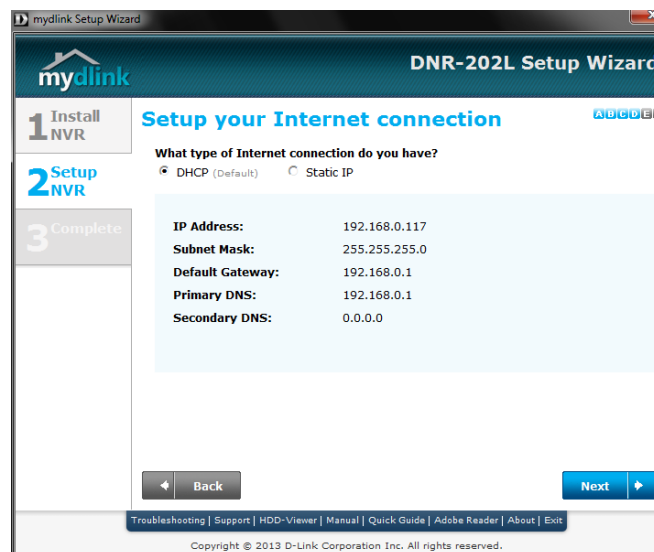 mydlink Setup Wizard
mydlink
DNR-202L Setup Wizard
1 Install NVR
2 Setup NVR
3 Complete
Setup your Internet connection
A B C D E
What type of Internet connection do you have?
DHCP (Default) Static IP
IP Address: 192.168.0.117
Subnet Mask: 255.255.255.0
Default Gateway: 192.168.0.1
Primary DNS: 192.168.0.1
Secondary DNS: 0.0.0.0
Back
Next
Troubleshooting | Support | HDD-Viewer | Manual | Quick Guide | Adobe Reader | About | Exit
Copyright © 2013 D-Link Corporation Inc. All rights reserved.